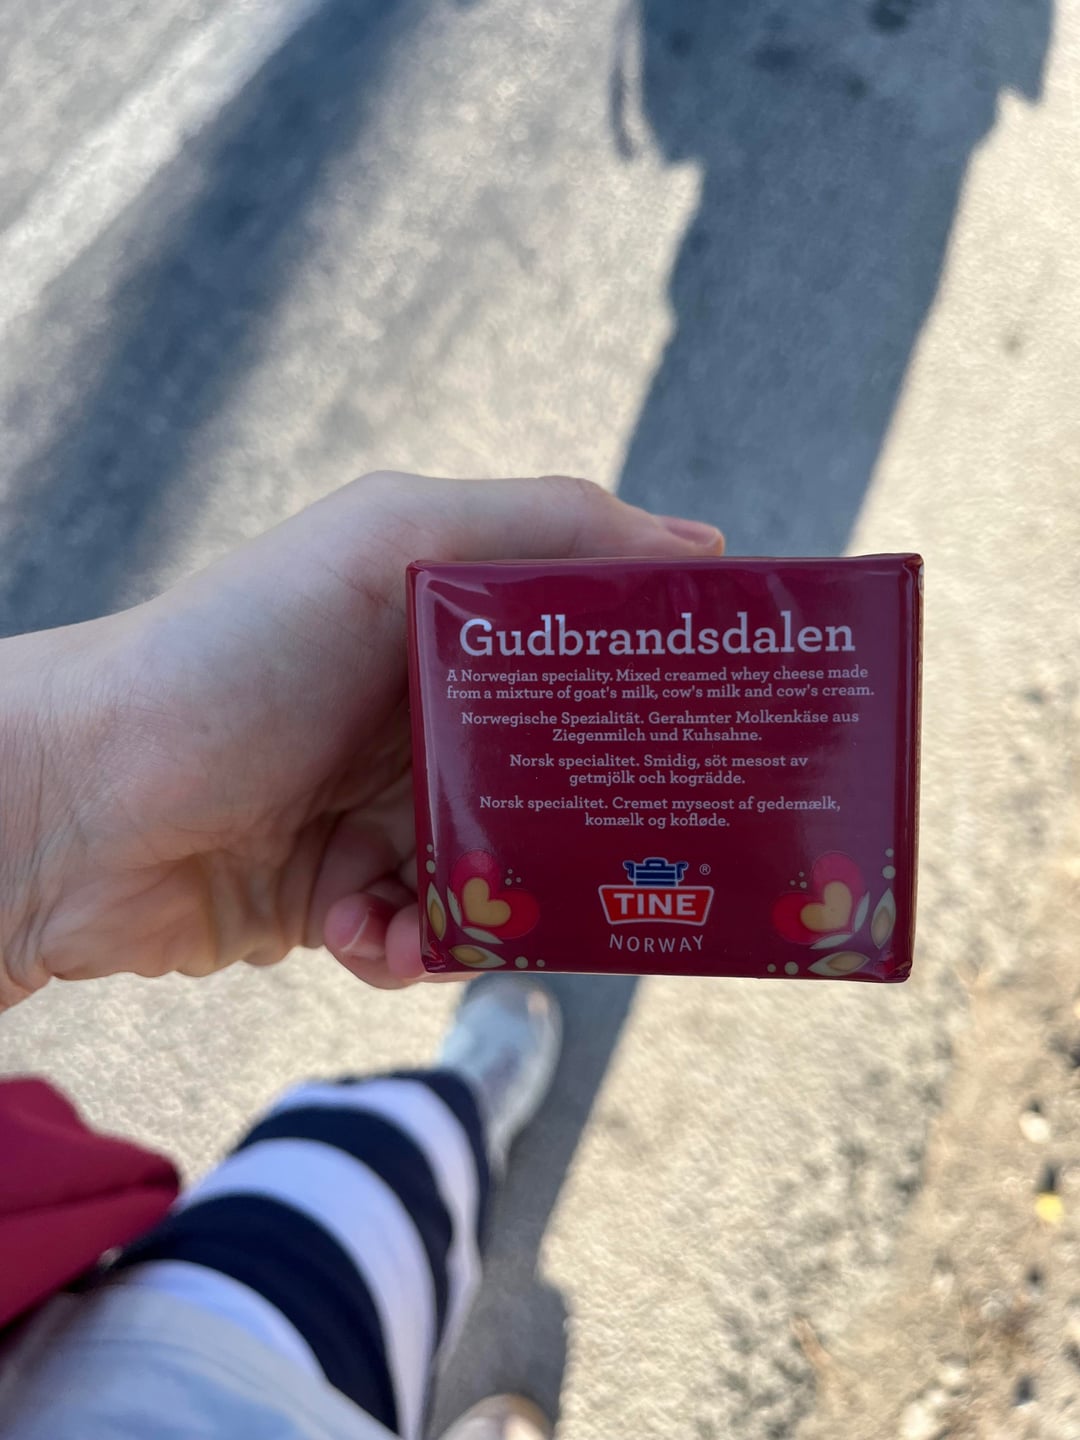 Gudbrandsdalen
A Norwegian speciality. Mixed creamed whey cheese made
from a mixture of goat's milk, cow's milk and cow's cream.
Norwegische Spezialität. Gerahmter Molkenkäse aus
Ziegenmilch und Kuhsahne.
Norsk specialitet. Smidig, söt mesost av
getmjölk och kogrädde.
Norsk specialitet. Cremet myseost af gedemælk,
komælk og kofløde.
®
TINE
NORWAY